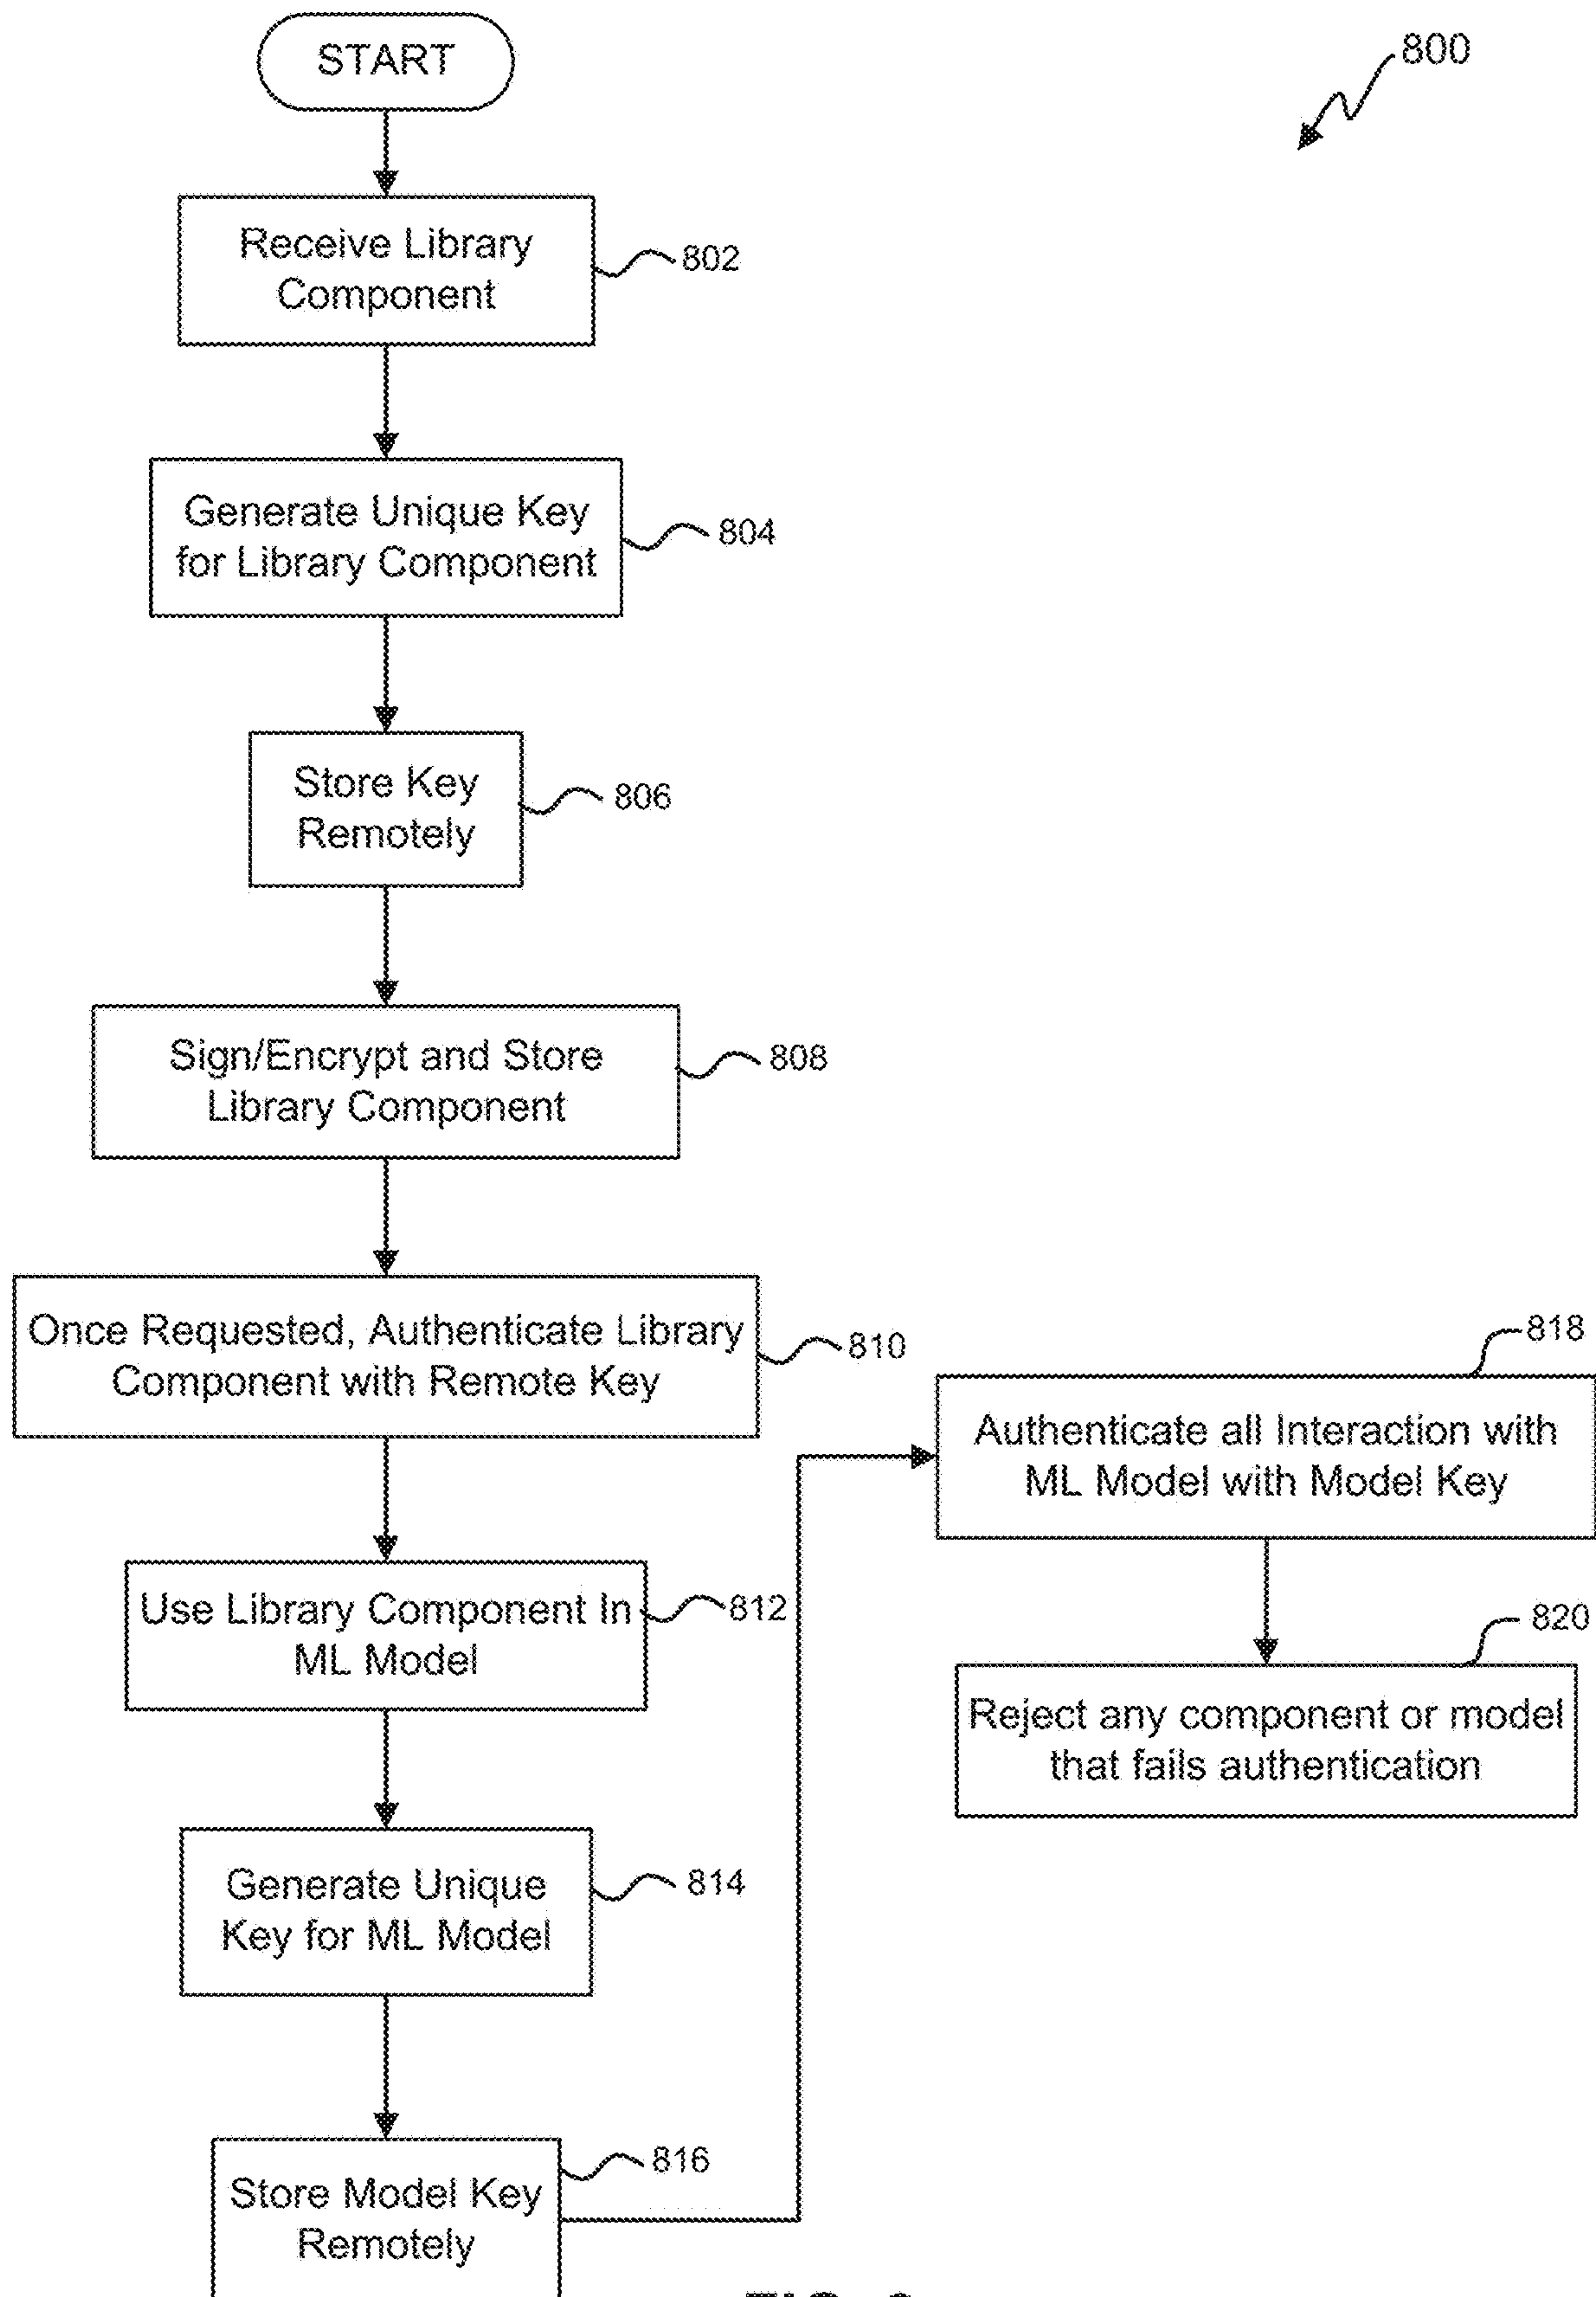 START
800
Receive Library
Component
802
Generate Unique Key
for Library Component
804
Store Key
Remotely
806
Sign/Encrypt and Store
Library Component
808
Once Requested, Authenticate Library
Component with Remote Key
810
Use Library Component In
ML Model
812
Generate Unique
Key for ML Model
814
Store Model Key
Remotely
816
818
Authenticate all Interaction with
ML Model with Model Key
820
Reject any component or model
that fails authentication